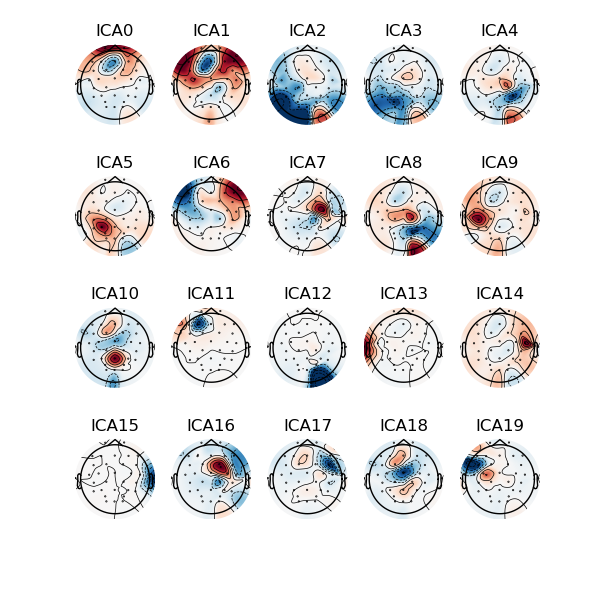 ICA0 ICA1 ICA2 ICA3 ICA4
ICA5 ICA6 ICA7 ICA8 ICA9
ICA10 ICA11 ICA12 ICA13 ICA14
ICA15 ICA16 ICA17 ICA18 ICA19